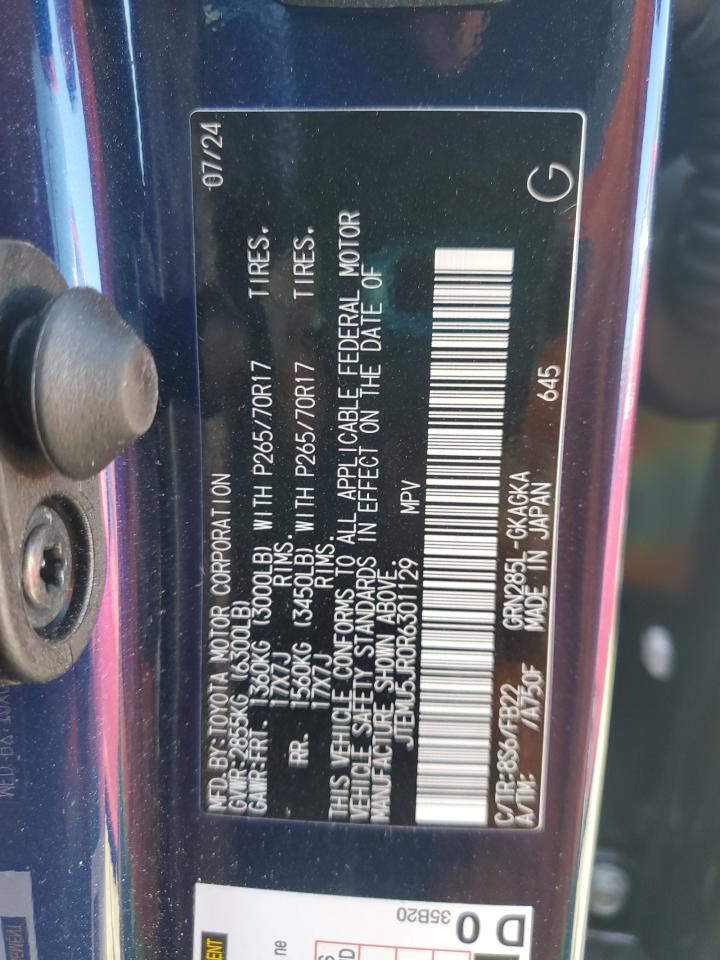 MFD. BY: TOYOTA MOTOR CORPORATION 07/24
GVWR: 2855KG (6300LB)
GAWR: FRT. 1360KG (3000LB) WITH P265/70R17 TIRES.
17X7J RIMS.
RR. 1560KG (3450LB) WITH P265/70R17 TIRES.
17X7J RIMS.
THIS VEHICLE CONFORMS TO ALL APPLICABLE FEDERAL MOTOR
VEHICLE SAFETY STANDARDS IN EFFECT ON THE DATE OF
MANUFACTURE SHOWN ABOVE.
JTEMU5JR0R6301129 MPV
C/TR: 8S6/FB22 GRN285L-GKAGKA 645
A/TM: /A750F MADE IN JAPAN G
35B20
D 0
ne